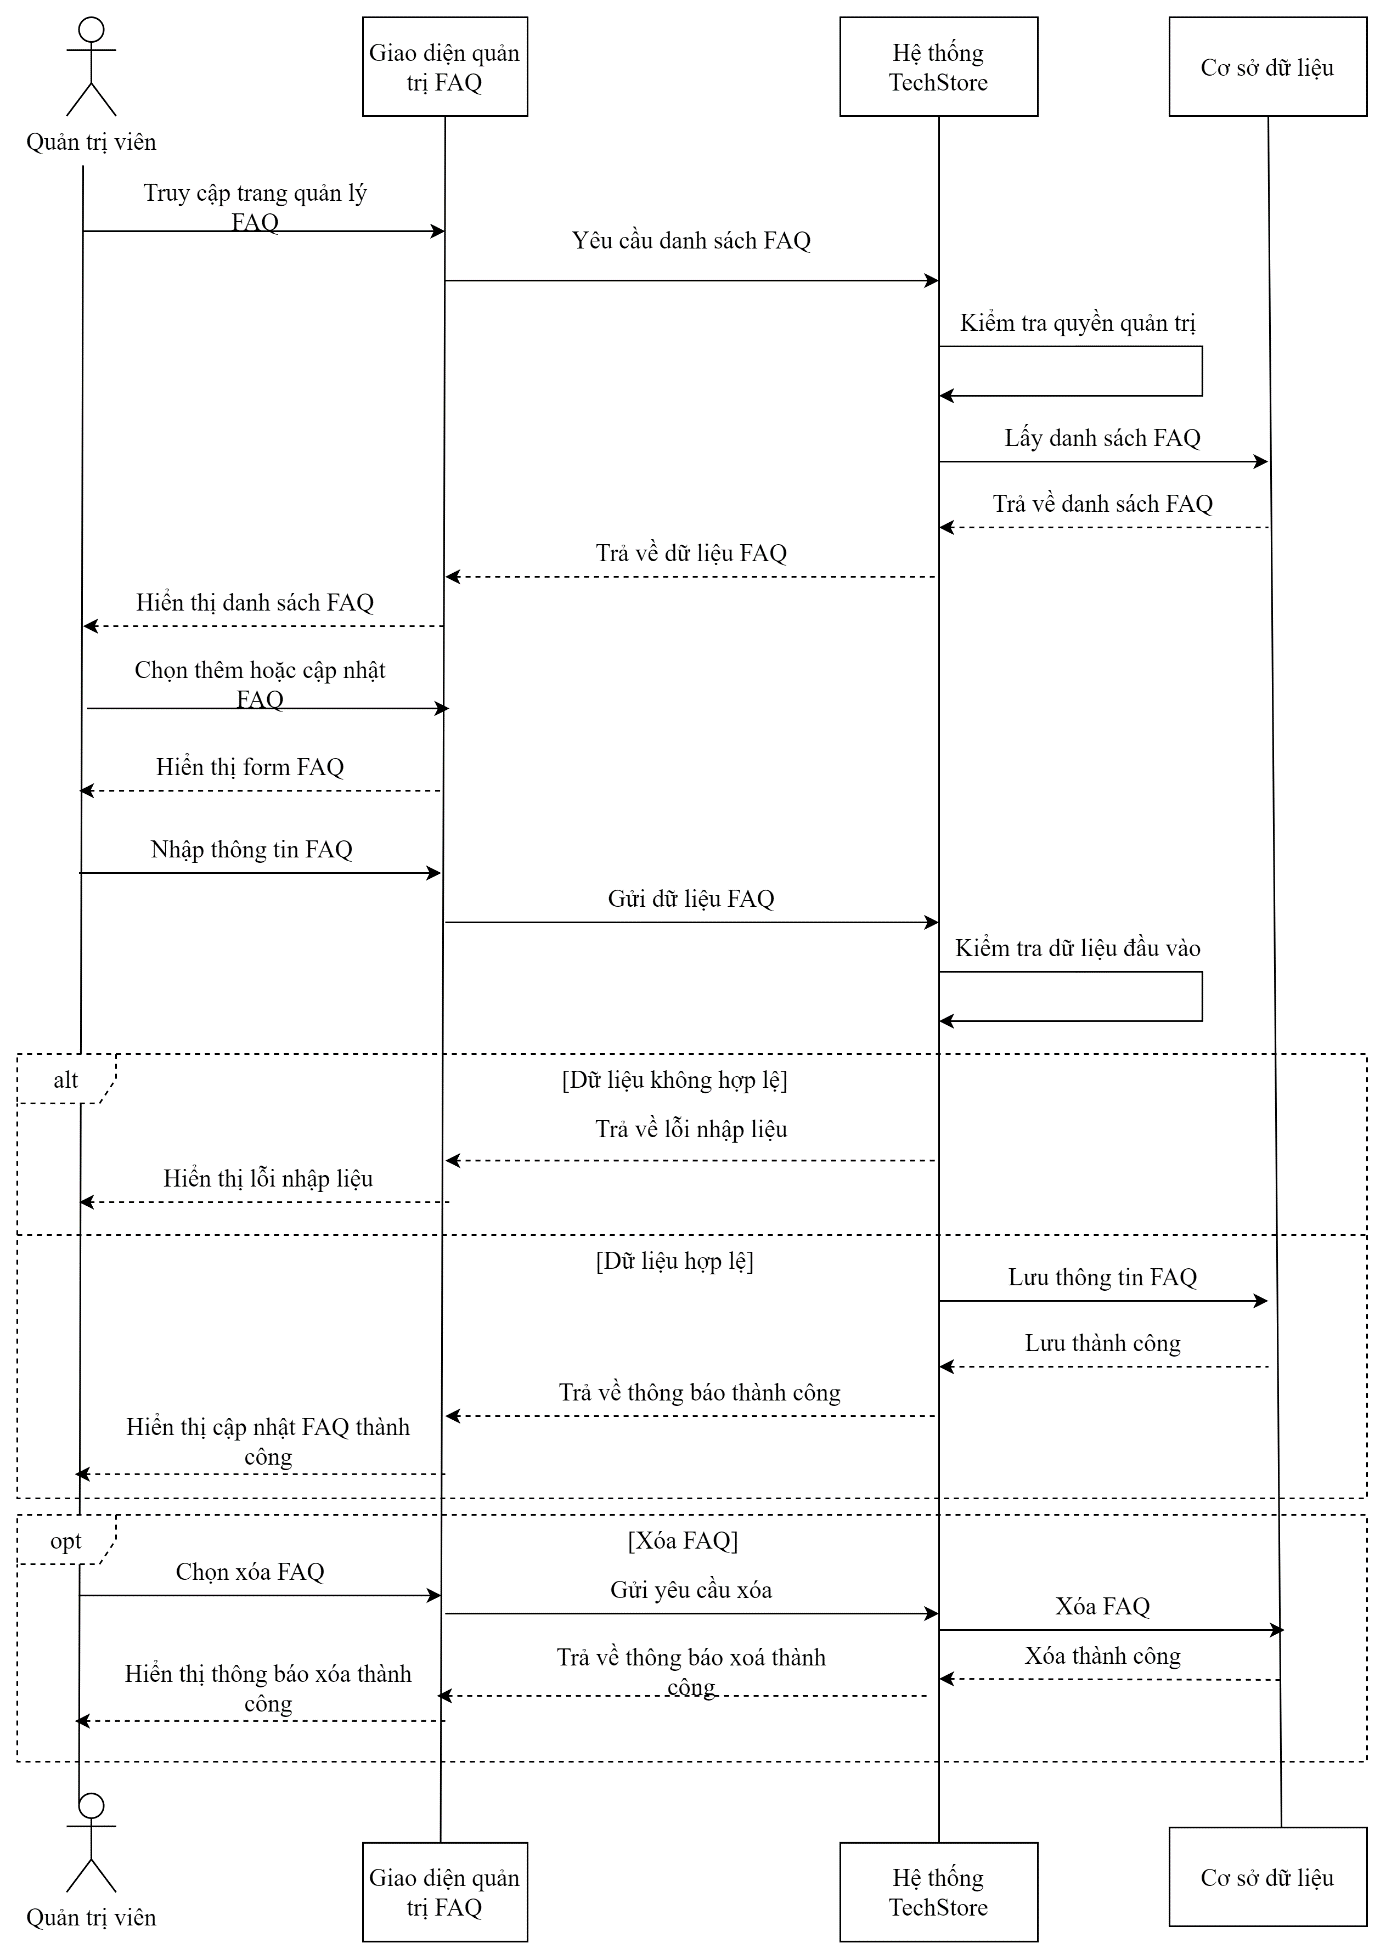 Quản trị viên
Giao diện quản
trị FAQ
Hệ thống
TechStore
Cơ sở dữ liệu
Truy cập trang quản lý
FAQ
Yêu cầu danh sách FAQ
Kiểm tra quyền quản trị
Lấy danh sách FAQ
Trả về danh sách FAQ
Trả về dữ liệu FAQ
Hiển thị danh sách FAQ
Chọn thêm hoặc cập nhật
FAQ
Hiển thị form FAQ
Nhập thông tin FAQ
Gửi dữ liệu FAQ
Kiểm tra dữ liệu đầu vào
alt
[Dữ liệu không hợp lệ]
Trả về lỗi nhập liệu
Hiển thị lỗi nhập liệu
[Dữ liệu hợp lệ]
Lưu thông tin FAQ
Lưu thành công
Trả về thông báo thành công
Hiển thị cập nhật FAQ thành
công
opt
[Xóa FAQ]
Chọn xóa FAQ
Gửi yêu cầu xóa
Xóa FAQ
Xóa thành công
Trả về thông báo xoá thành
công
Hiển thị thông báo xóa thành
công
Quản trị viên
Giao diện quản
trị FAQ
Hệ thống
TechStore
Cơ sở dữ liệu